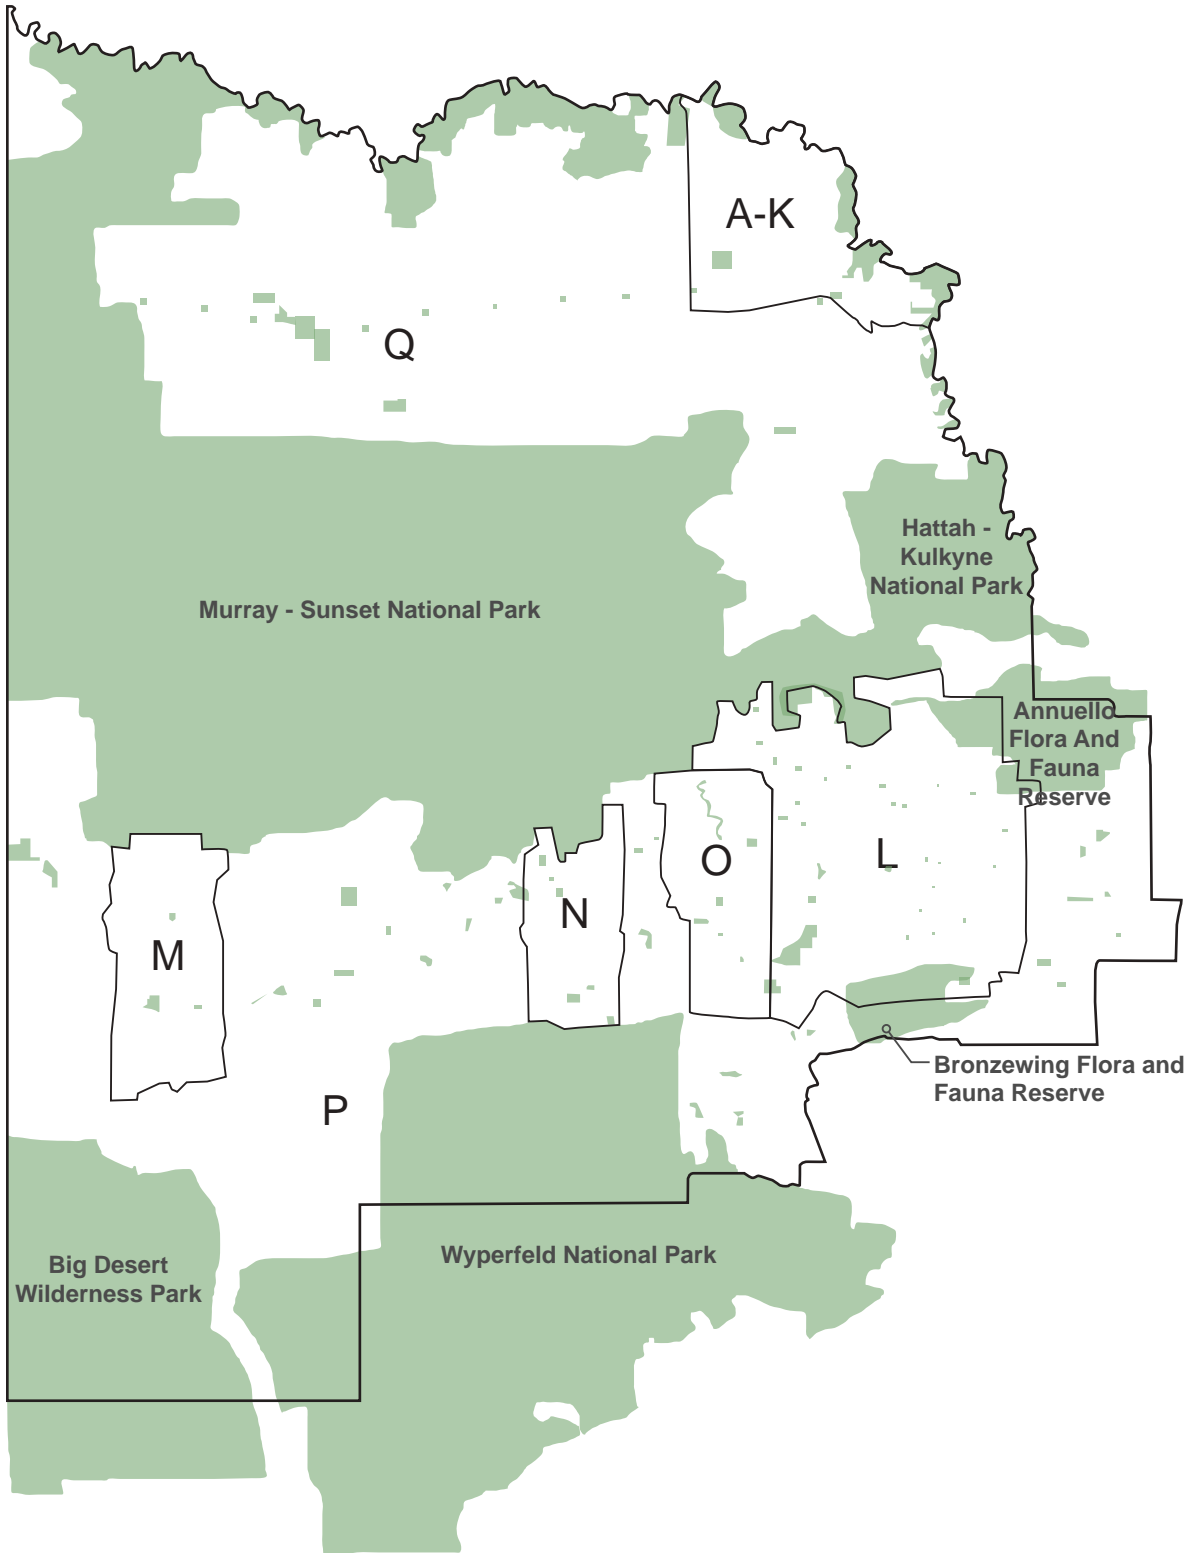 A-K
Q
Hattah -
Kulkyne
National Park
Murray - Sunset National Park
Annuello
Flora And
Fauna
Reserve
O
L
N
M
Bronzewing Flora and
Fauna Reserve
P
Wyperfeld National Park
Big Desert
Wilderness Park